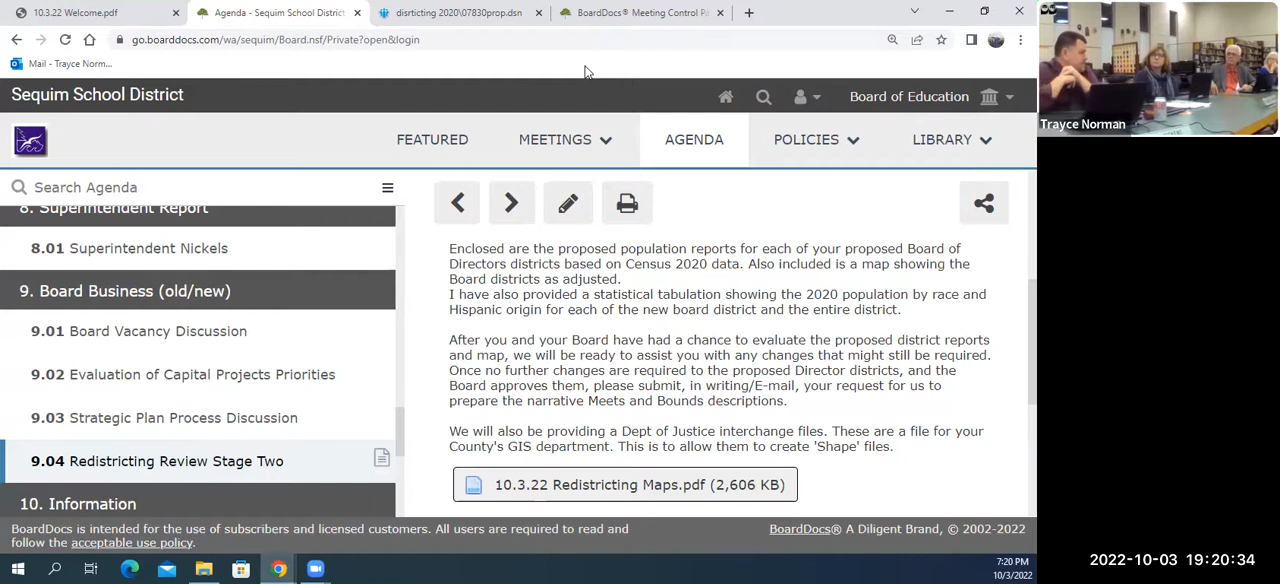 10.3.22 Welcome.pdf
Agenda - Sequim School District
disrticting 2020\07830prop.dsn
BoardDocs® Meeting Control Pa
go.boarddocs.com/wa/sequim/Board.nsf/Private?open&login
Mail - Trayce Norm...
Sequim School District
Board of Education
FEATURED
MEETINGS
AGENDA
POLICIES
LIBRARY
Search Agenda
8. Superintendent Report
8.01 Superintendent Nickels
9. Board Business (old/new)
9.01 Board Vacancy Discussion
9.02 Evaluation of Capital Projects Priorities
9.03 Strategic Plan Process Discussion
9.04 Redistricting Review Stage Two
10. Information
Enclosed are the proposed population reports for each of your proposed Board of
Directors districts based on Census 2020 data. Also included is a map showing the
Board districts as adjusted.
I have also provided a statistical tabulation showing the 2020 population by race and
Hispanic origin for each of the new board district and the entire district.
After you and your Board have had a chance to evaluate the proposed district reports
and map, we will be ready to assist you with any changes that might still be required.
Once no further changes are required to the proposed Director districts, and the
Board approves them, please submit, in writing/E-mail, your request for us to
prepare the narrative Meets and Bounds descriptions.
We will also be providing a Dept of Justice interchange files. These are a file for your
County's GIS department. This is to allow them to create 'Shape' files.
10.3.22 Redistricting Maps.pdf (2,606 KB)
BoardDocs is intended for the use of subscribers and licensed customers. All users are required to read and
follow the acceptable use policy.
BoardDocs® A Diligent Brand, © 2002-2022
7:20 PM
10/3/2022
Trayce Norman
2022-10-03 19:20:34